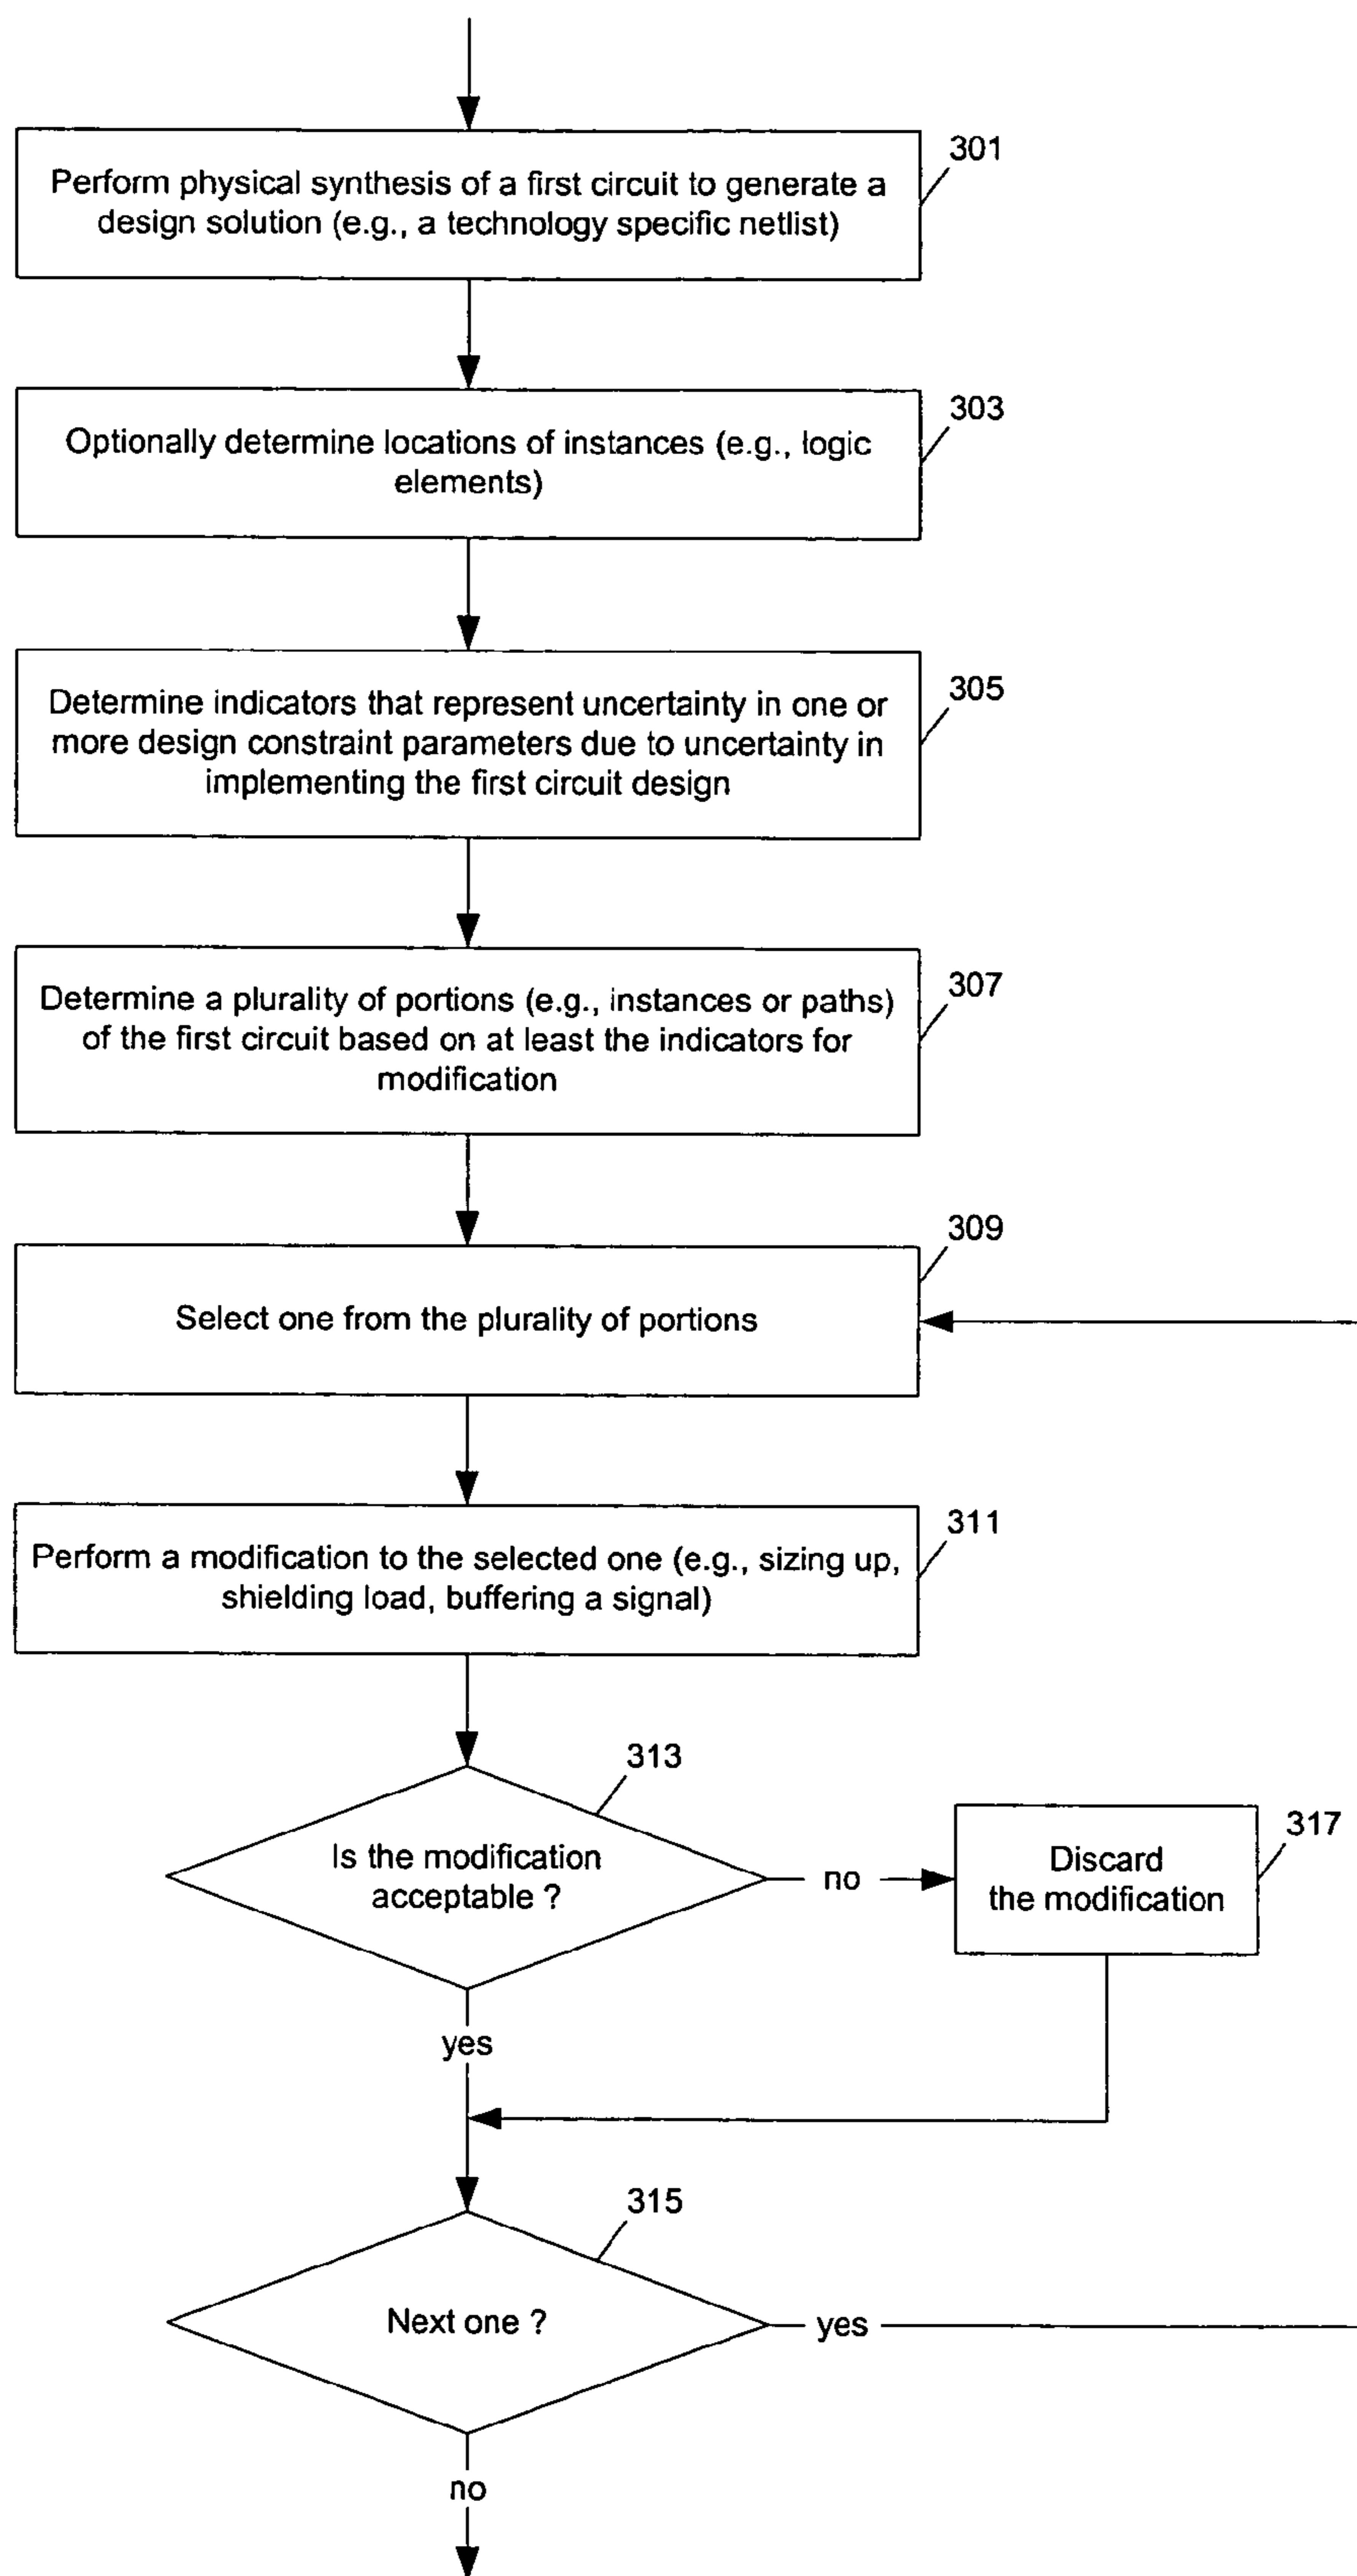 301
Perform physical synthesis of a first circuit to generate a
design solution (e.g., a technology specific netlist)
303
Optionally determine locations of instances (e.g., logic
elements)
305
Determine indicators that represent uncertainty in one or
more design constraint parameters due to uncertainty in
implementing the first circuit design
307
Determine a plurality of portions (e.g., instances or paths)
of the first circuit based on at least the indicators for
modification
309
Select one from the plurality of portions
311
Perform a modification to the selected one (e.g., sizing up,
shielding load, buffering a signal)
313
Is the modification
acceptable ?
no
317
Discard
the modification
yes
315
Next one ?
yes
no